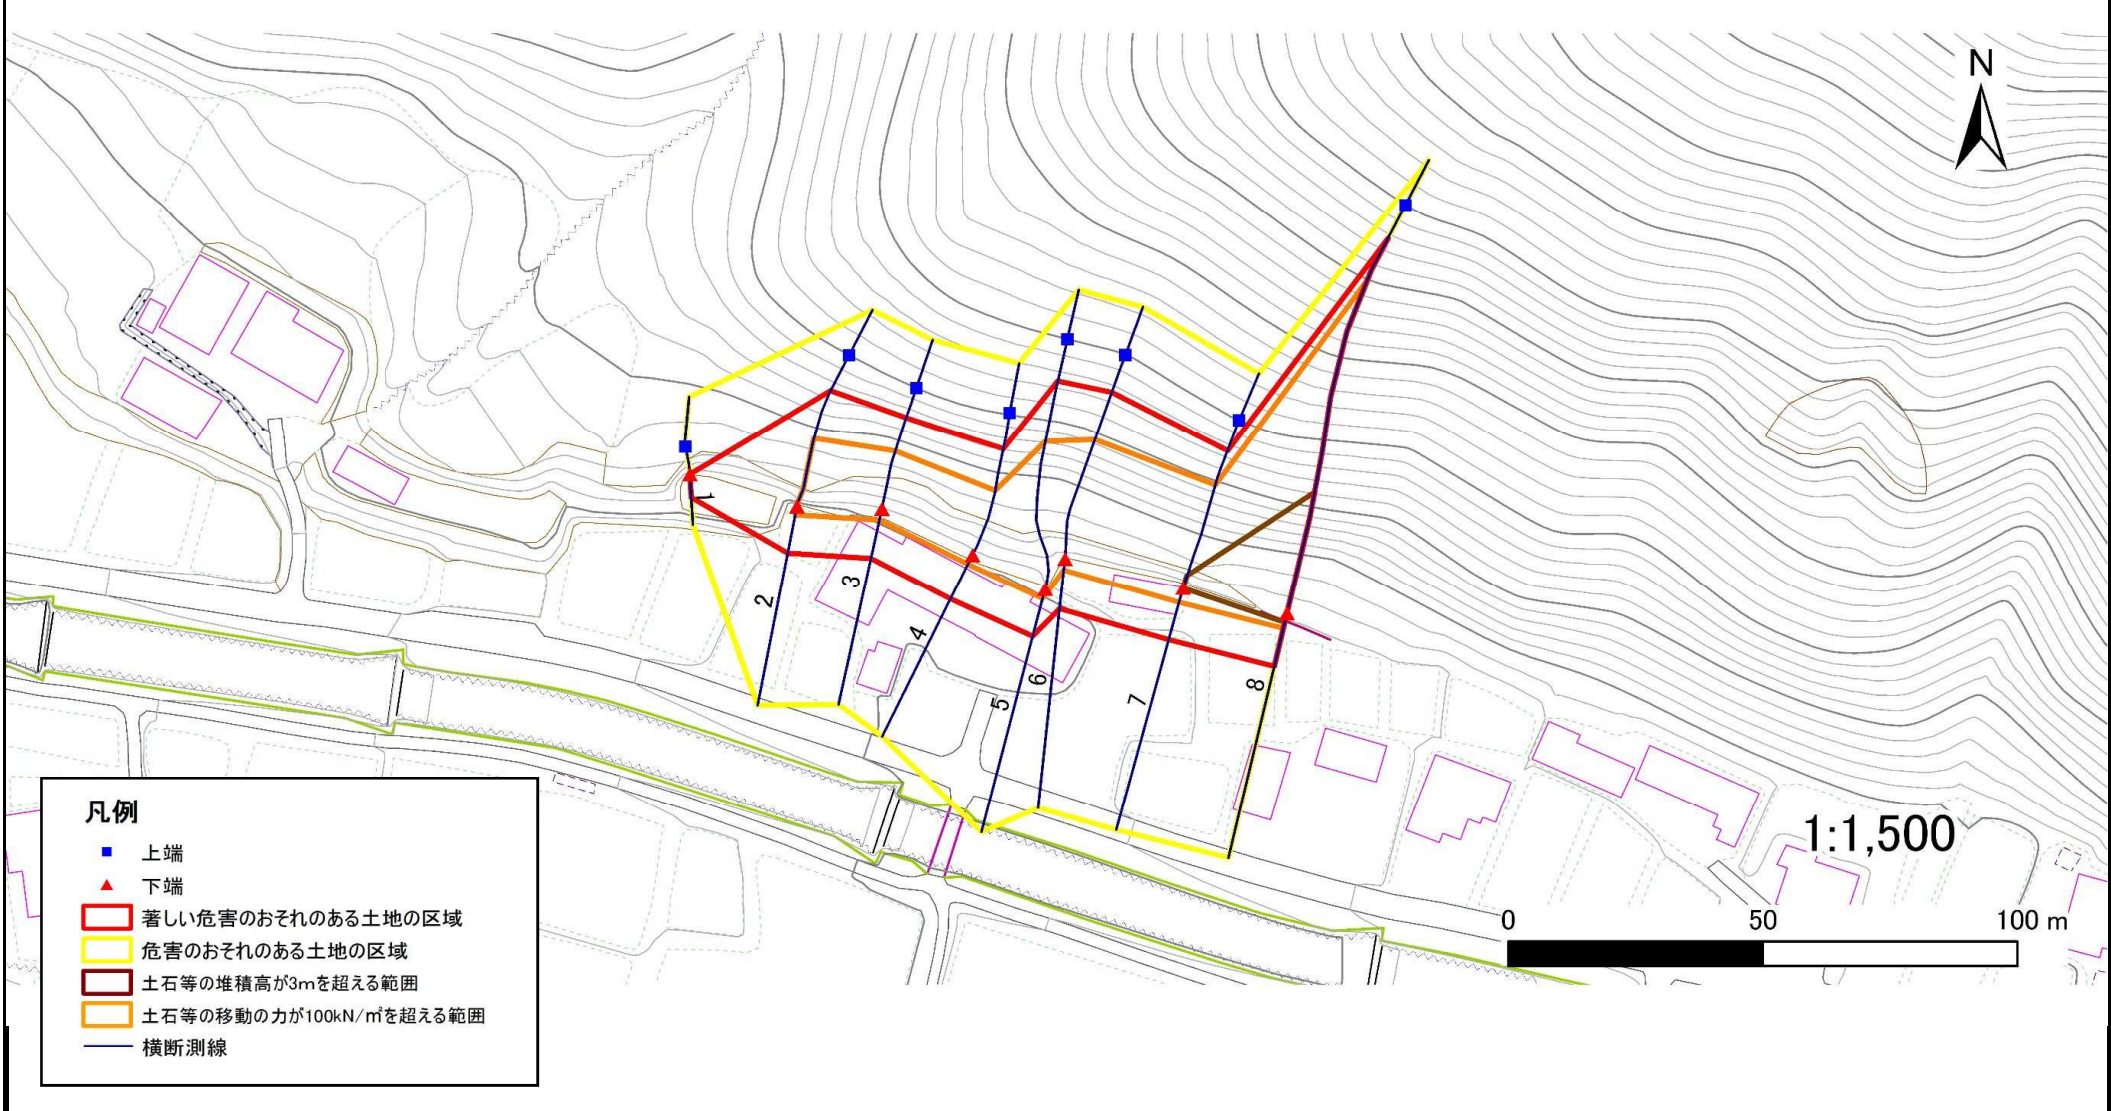 N
1
2
3
4
5
6
7
8
1:1,500
0 50 100 m
凡例
上端
下端
著しい危害のおそれのある土地の区域
危害のおそれのある土地の区域
土石等の堆積高が3mを超える範囲
土石等の移動の力が100kN/㎡を超える範囲
横断測線